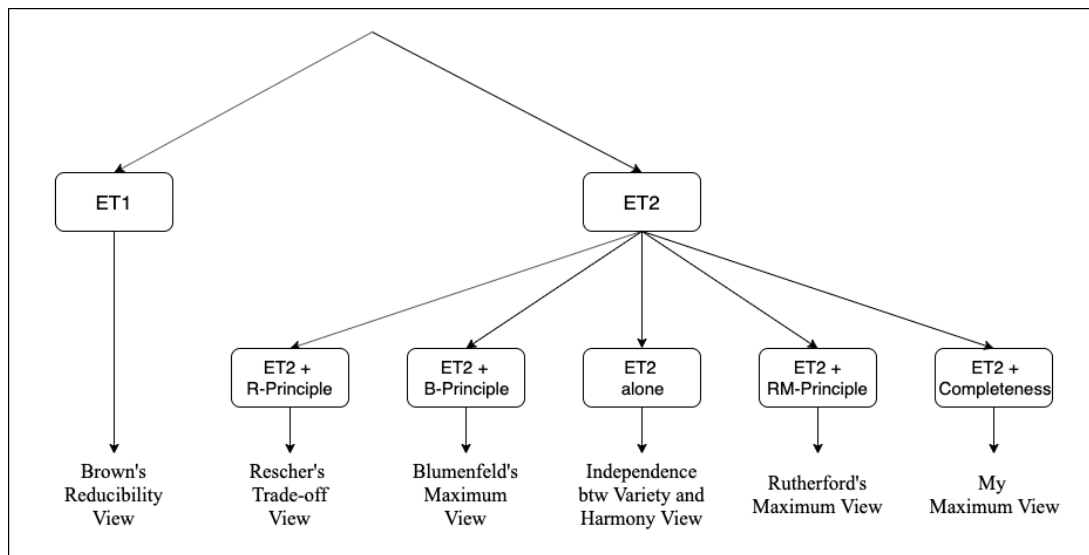 ET1
ET2
ET2 +
R-Principle
ET2 +
B-Principle
ET2
alone
ET2 +
RM-Principle
ET2 +
Completeness
Brown's
Reducibility
View
Rescher's
Trade-off
View
Blumenfeld's
Maximum
View
Independence
btw Variety and
Harmony View
Rutherford's
Maximum View
My
Maximum View